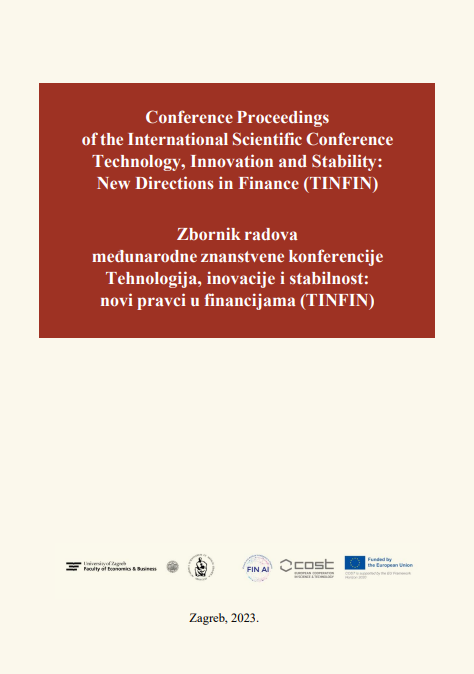 Conference Proceedings
of the International Scientific Conference
Technology, Innovation and Stability:
New Directions in Finance (TINFIN)
Zbornik radova
međunarodne znanstvene konferencije
Tehnologija, inovacije i stabilnost:
novi pravci u financijama (TINFIN)
University of Zagreb
Faculty of Economics & Business
FIN AI
cost
EUROPEAN COOPERATION
IN SCIENCE & TECHNOLOGY
Funded by
the European Union
Zagreb, 2023.